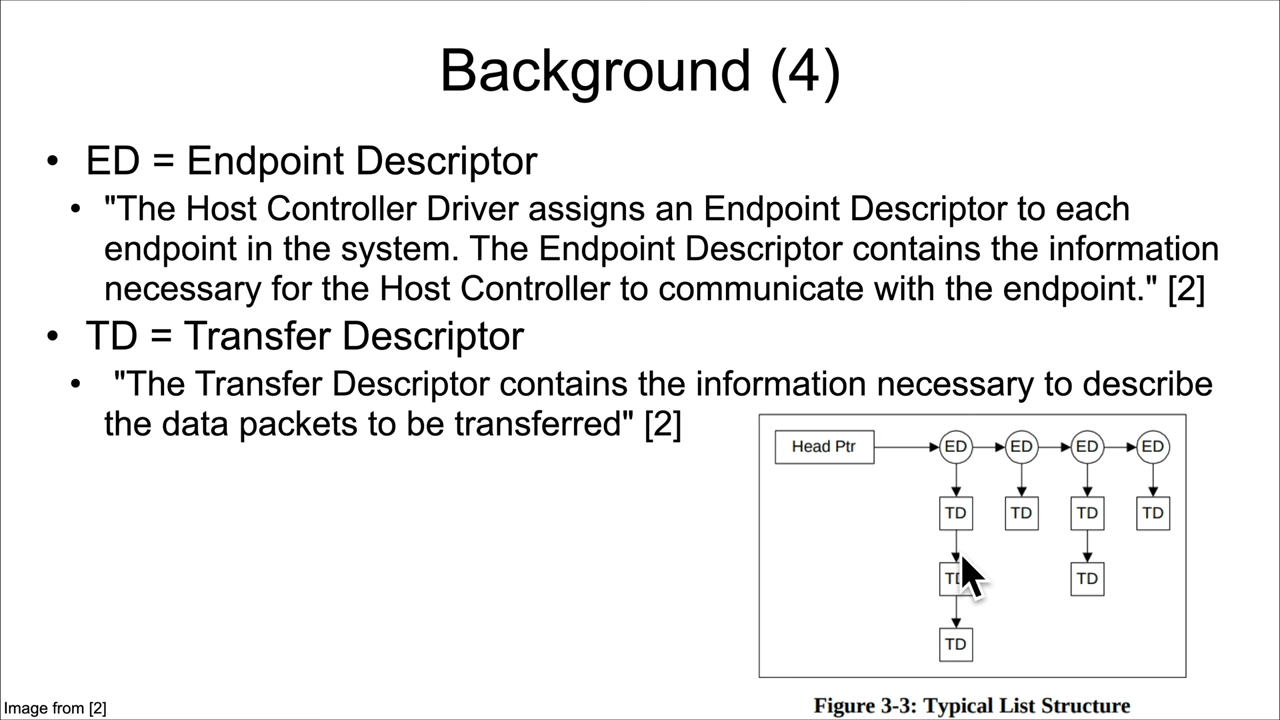 Background (4)
• ED = Endpoint Descriptor
• "The Host Controller Driver assigns an Endpoint Descriptor to each
endpoint in the system. The Endpoint Descriptor contains the information
necessary for the Host Controller to communicate with the endpoint." [2]
• TD = Transfer Descriptor
• "The Transfer Descriptor contains the information necessary to describe
the data packets to be transferred" [2]
Head Ptr ED ED ED ED
TD TD TD TD
TD TD
TD
Figure 3-3: Typical List Structure
Image from [2]